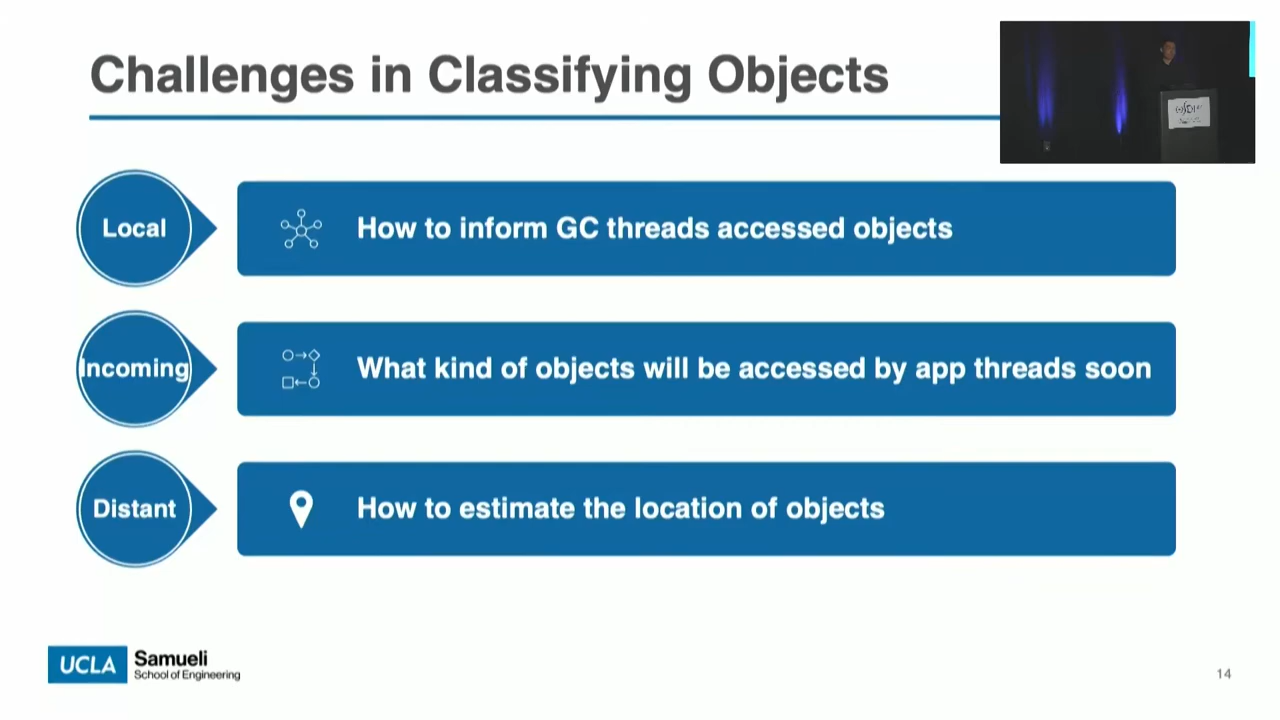 Challenges in Classifying Objects
Local
How to inform GC threads accessed objects
Incoming
What kind of objects will be accessed by app threads soon
Distant
How to estimate the location of objects
UCLA
Samueli
School of Engineering
14